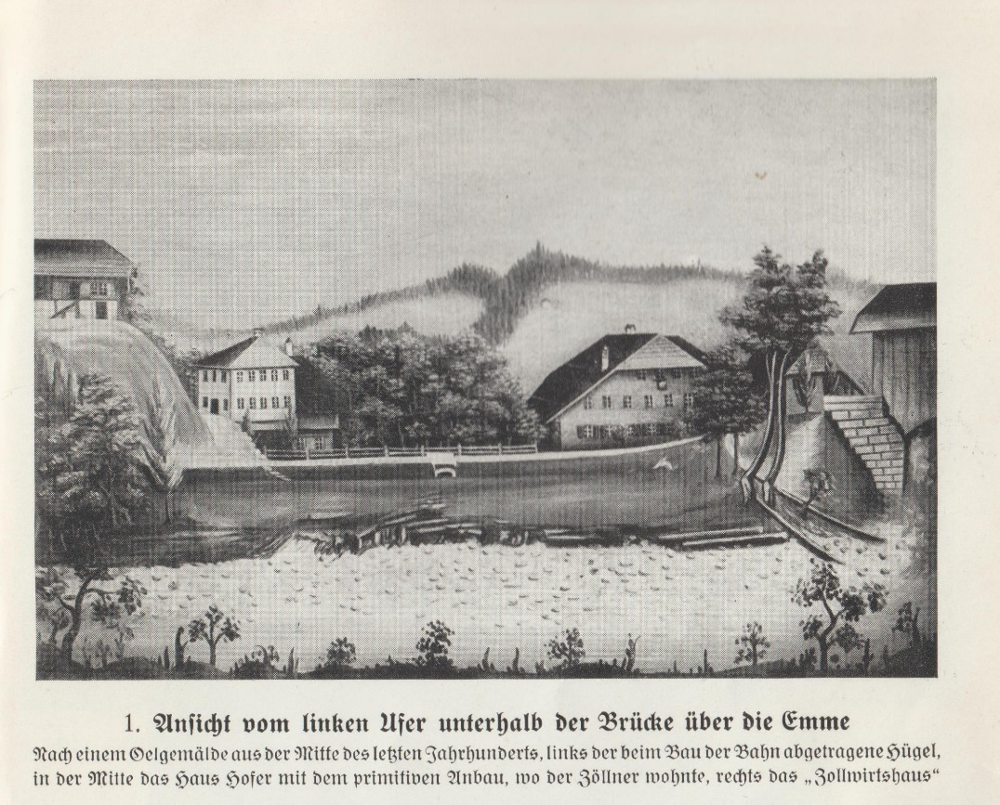 1. Ansicht vom linken Ufer unterhalb der Brücke über die Emme
Nach einem Oelgemälde aus der Mitte des letzten Jahrhunderts, links der beim Bau der Bahn abgetragene Hügel,
in der Mitte das Haus Hofer mit dem primitiven Anbau, wo der Zöllner wohnte, rechts das „Zollwirtshaus“